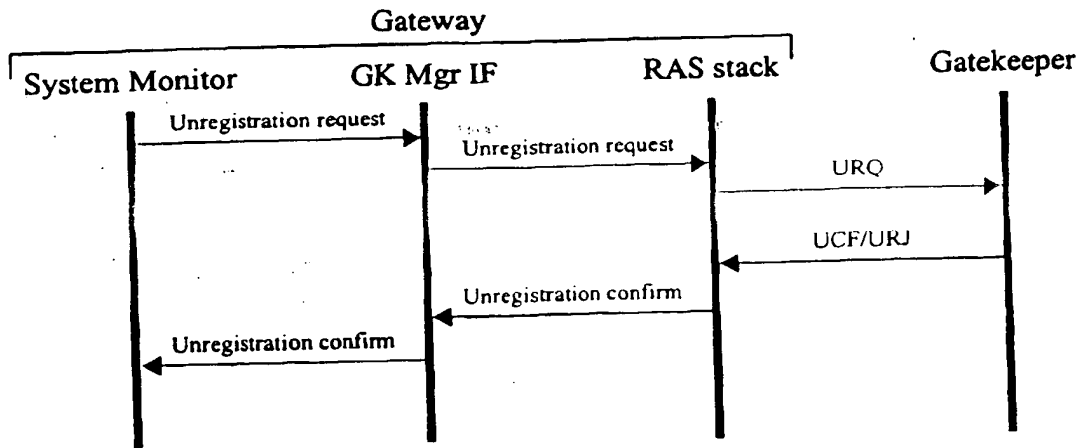 Gateway
System Monitor
GK Mgr IF
RAS stack
Gatekeeper
Unregistration request
Unregistration request
URQ
UCF/URJ
Unregistration confirm
Unregistration confirm